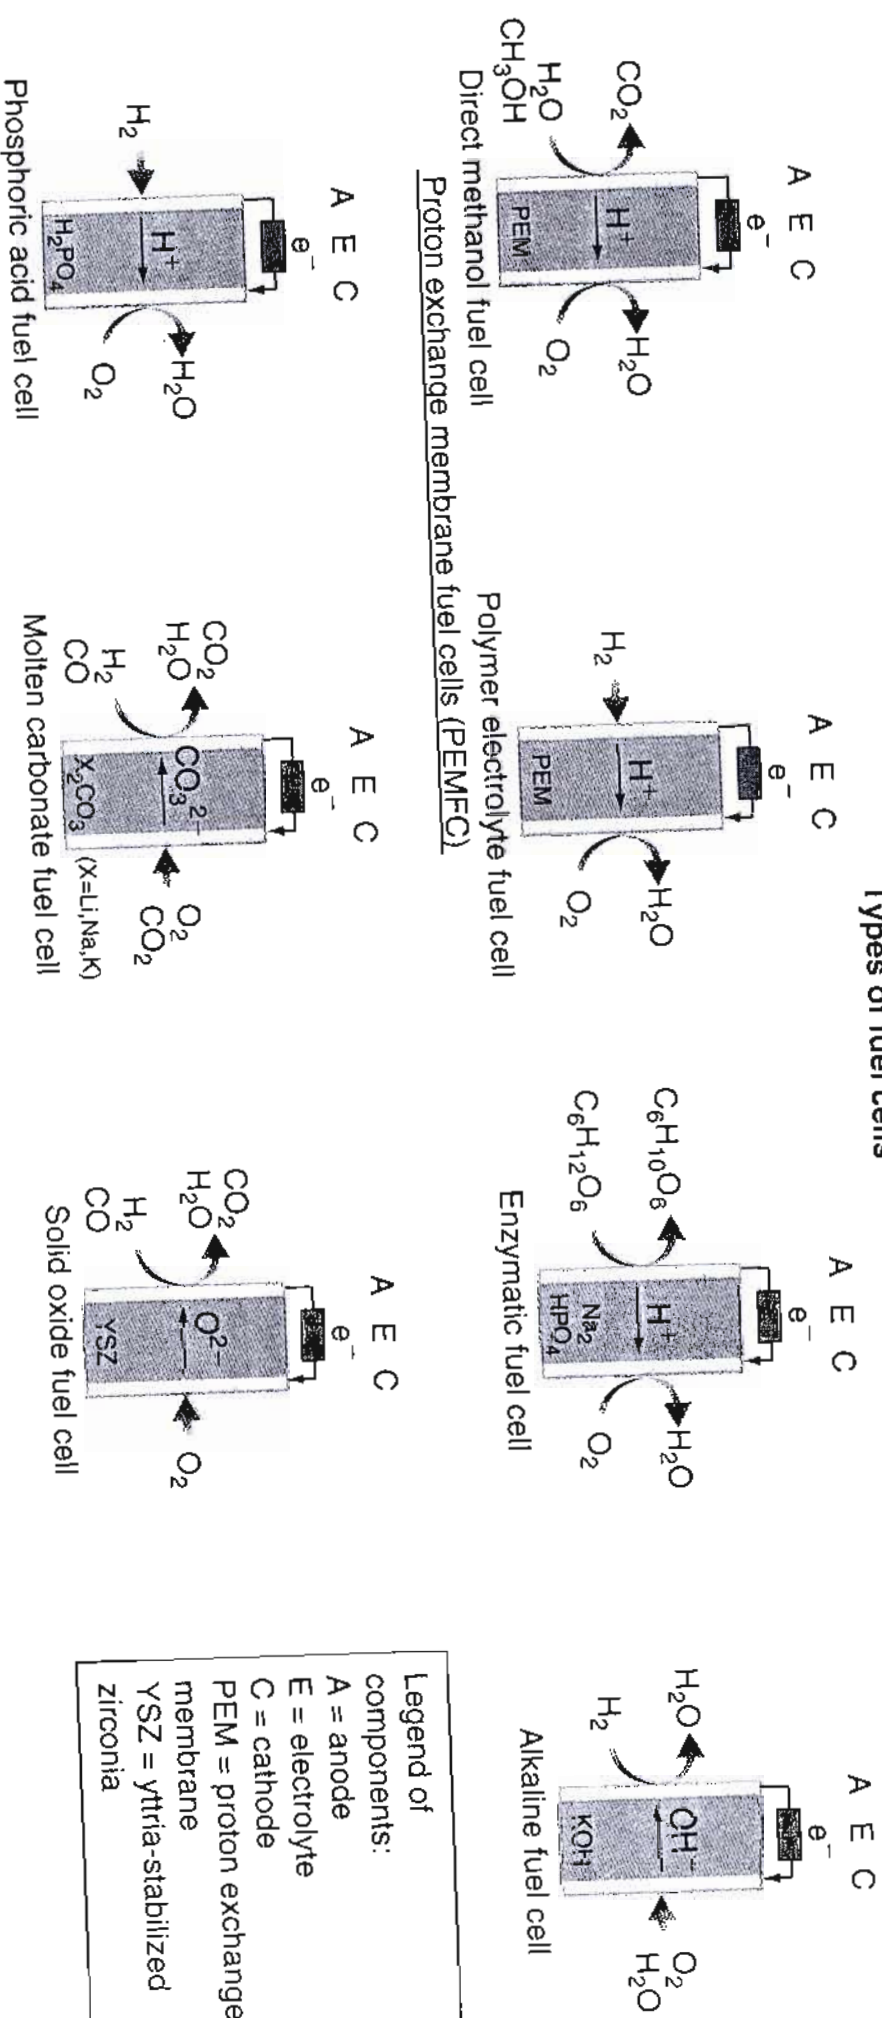 Types of fuel cells
A E C
e⁻
CO₂
H₂O
CH₃OH
H⁺
PEM
H₂O
O₂
Direct methanol fuel cell
A E C
e⁻
H₂
H⁺
PEM
H₂O
O₂
Polymer electrolyte fuel cell
Proton exchange membrane fuel cells (PEMFC)
A E C
e⁻
C₆H₁₀O₆
C₆H₁₂O₆
H⁺
Na₂
HPO₄
H₂O
O₂
Enzymatic fuel cell
A E C
e⁻
H₂O
H₂
OH⁻
KOH
O₂
H₂O
Alkaline fuel cell
A E C
e⁻
H₂
H⁺
H₂PO₄
H₂O
O₂
Phosphoric acid fuel cell
A E C
e⁻
CO₂
H₂O
H₂
CO
CO₃²⁻
X₂CO₃
O₂
CO₂
(X=Li,Na,K)
Molten carbonate fuel cell
A E C
e⁻
CO₂
H₂O
H₂
CO
O²⁻
YSZ
O₂
Solid oxide fuel cell
Legend of
components:
A = anode
E = electrolyte
C = cathode
PEM = proton exchange
membrane
YSZ = yttria-stabilized
zirconia